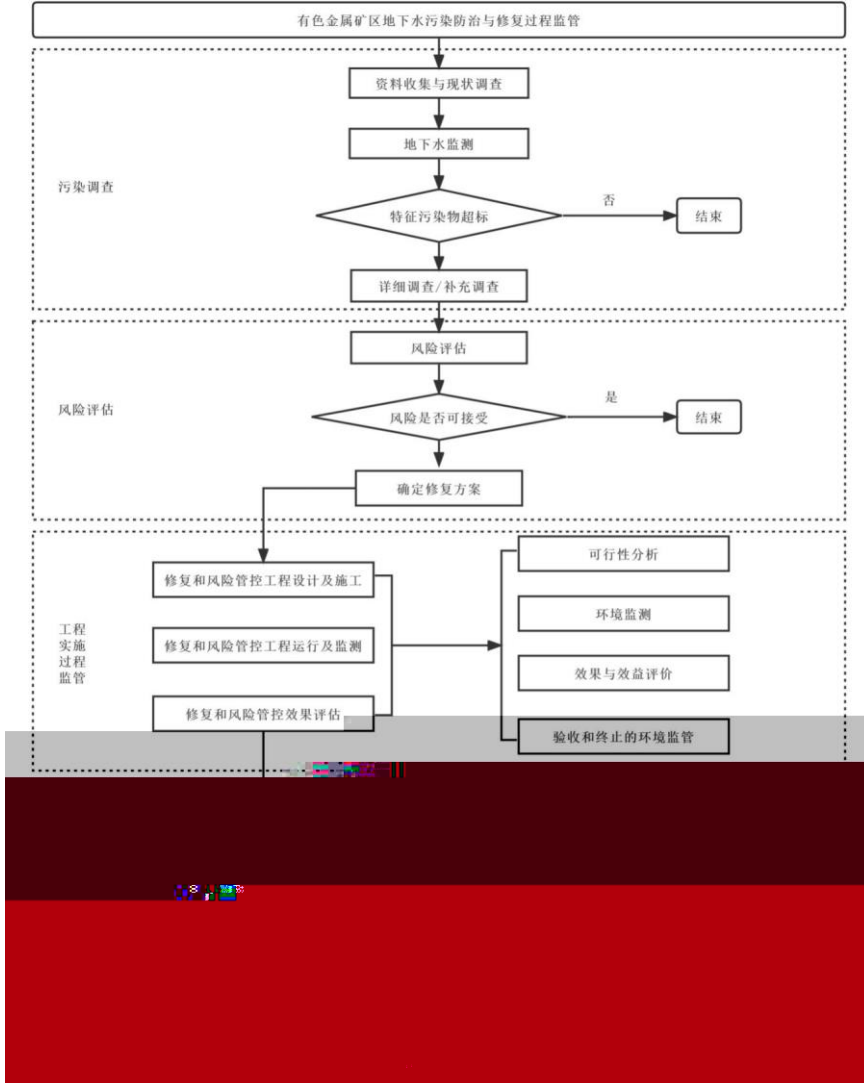 有色金属矿区地下水污染防治与修复过程监管
资料收集与现状调查
地下水监测
污染调查
特征污染物超标
否
结束
详细调查/补充调查
风险评估
风险评估
风险是否可接受
是
结束
确定修复方案
工程
实施
过程
监管
修复和风险管控工程设计及施工
修复和风险管控工程运行及监测
修复和风险管控效果评估
可行性分析
环境监测
效果与效益评价
验收和终止的环境监管